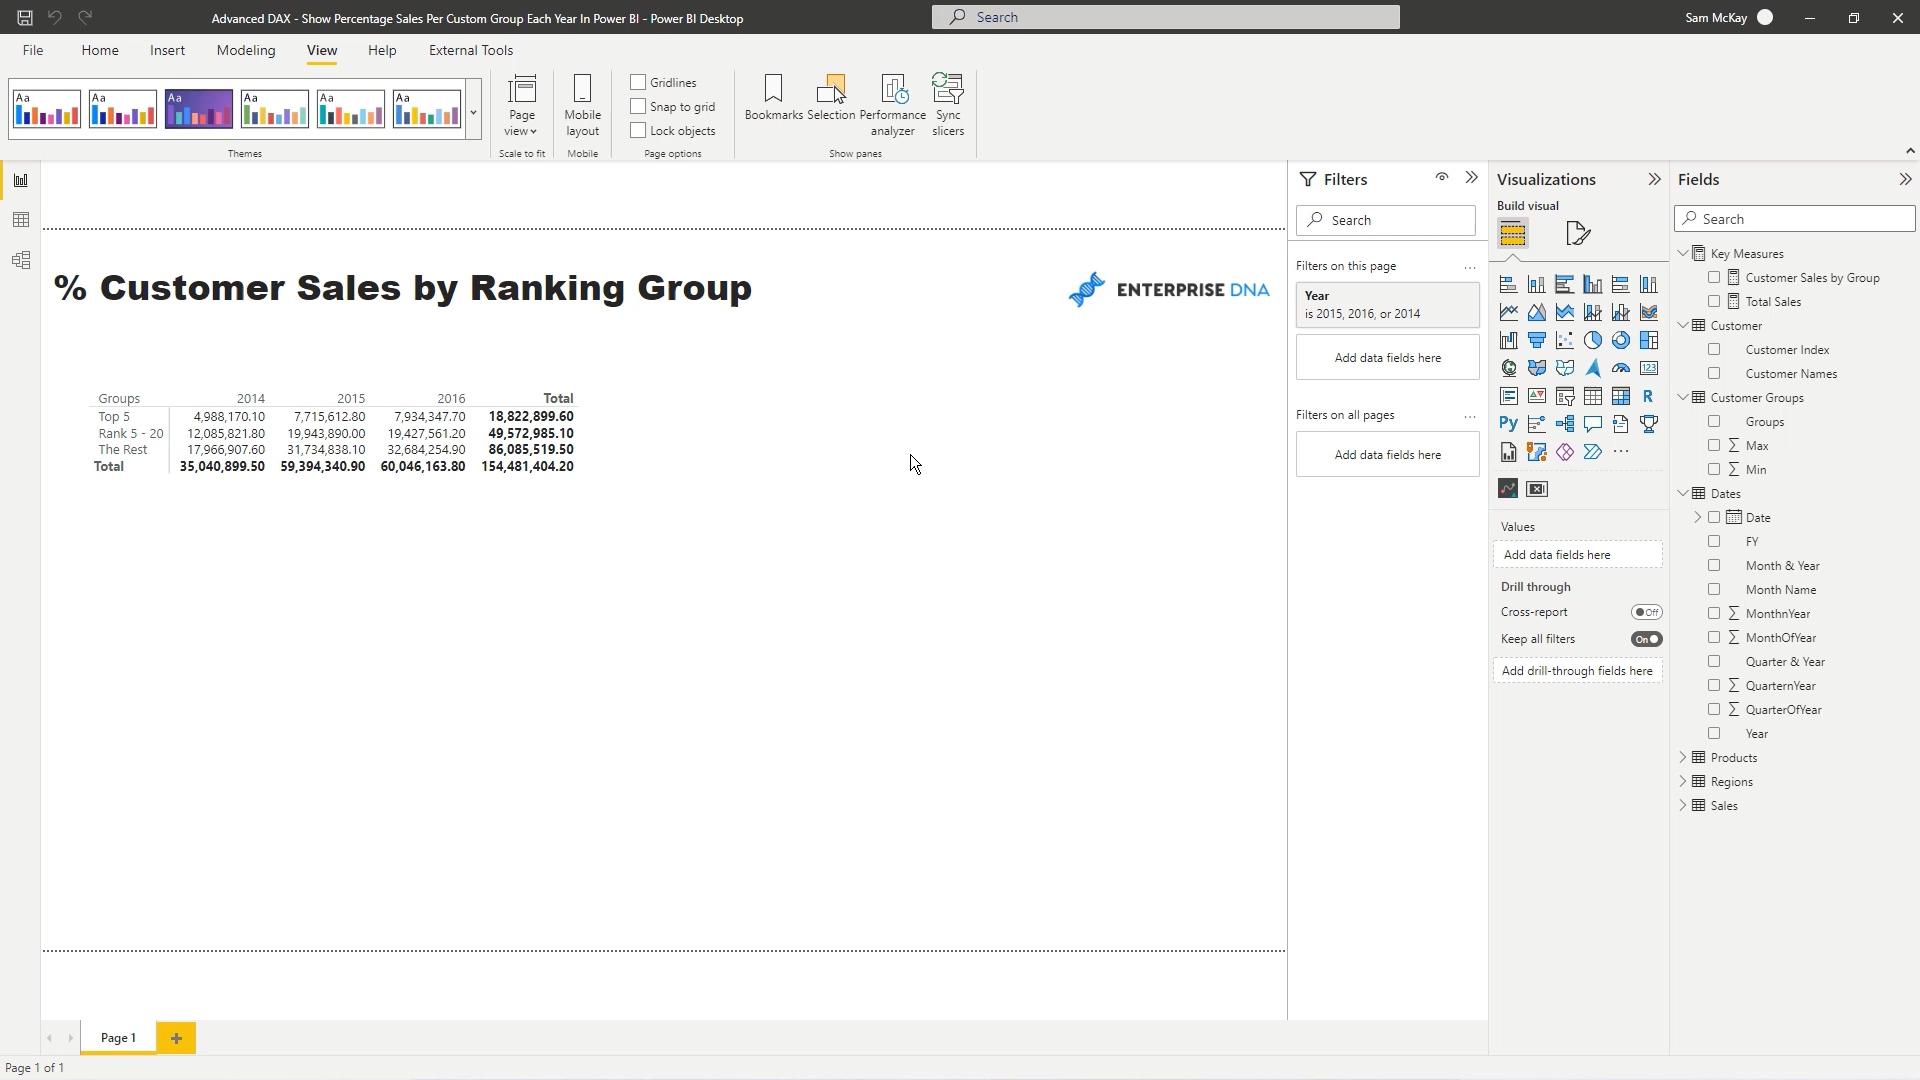 Advanced DAX - Show Percentage Sales Per Custom Group Each Year In Power BI - Power BI Desktop
Search
Sam McKay
File Home Insert Modeling View Help External Tools
Aa Aa Aa Aa Aa Aa
Themes
Page view
Scale to fit
Mobile layout
Mobile
Gridlines
Snap to grid
Lock objects
Page options
Bookmarks
Selection
Performance analyzer
Sync slicers
Show panes
% Customer Sales by Ranking Group
ENTERPRISE DNA
Groups 2014 2015 2016 Total
Top 5 4,988,170.10 7,715,612.80 7,934,347.70 18,822,899.60
Rank 5 - 20 12,085,821.80 19,943,890.00 19,427,561.20 49,572,985.10
The Rest 17,966,907.60 31,734,838.10 32,684,254.90 86,085,519.50
Total 35,040,899.50 59,394,340.90 60,046,163.80 154,481,404.20
Filters
Search
Filters on this page
...
Year
is 2015, 2016, or 2014
Add data fields here
Filters on all pages
...
Add data fields here
Visualizations
Build visual
123
R
Py
...
Values
Add data fields here
Drill through
Cross-report
Off
Keep all filters
On
Add drill-through fields here
Fields
Search
Key Measures
Customer Sales by Group
Total Sales
Customer
Customer Index
Customer Names
Customer Groups
Groups
Σ Max
Σ Min
Dates
Date
FY
Month & Year
Month Name
Σ MonthnYear
Σ MonthOfYear
Quarter & Year
Σ QuarternYear
Σ QuarterOfYear
Year
Products
Regions
Sales
Page 1
+
Page 1 of 1